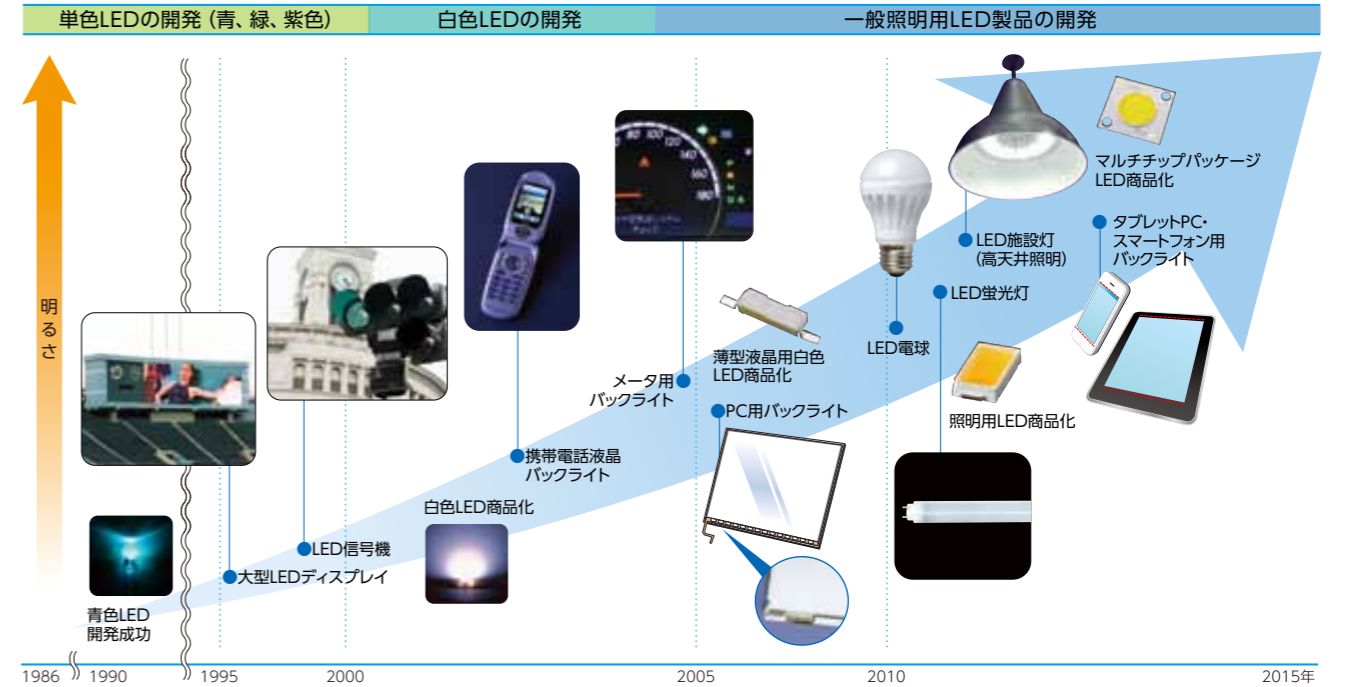 単色LEDの開発（青、緑、紫色）
白色LEDの開発
一般照明用LED製品の開発
明るさ
青色LED
開発成功
大型LEDディスプレイ
LED信号機
白色LED商品化
携帯電話液晶
バックライト
メータ用
バックライト
80 100
120
140
160
180
薄型液晶用白色
LED商品化
PC用バックライト
LED電球
LED施設灯
（高天井照明）
LED蛍光灯
照明用LED商品化
マルチチップパッケージ
LED商品化
タブレットPC・
スマートフォン用
バックライト
1986
1990
1995
2000
2005
2010
2015年